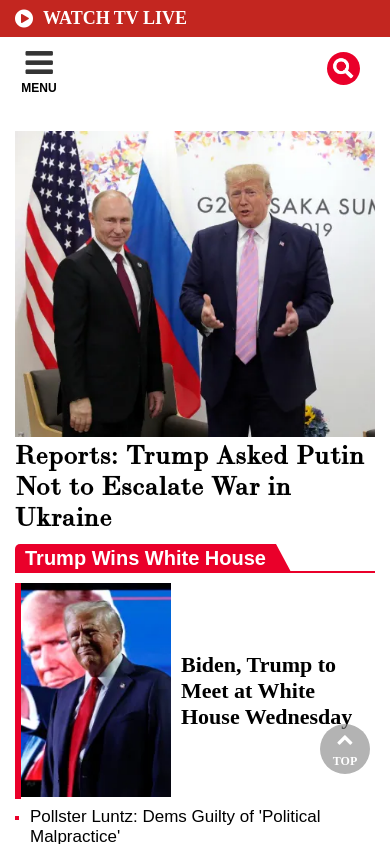 WATCH TV LIVE
MENU
G20 OSAKA SUM
2019
Reports: Trump Asked Putin
Not to Escalate War in
Ukraine
Trump Wins White House
Biden, Trump to
Meet at White
House Wednesday
TOP
Pollster Luntz: Dems Guilty of 'Political
Malpractice'